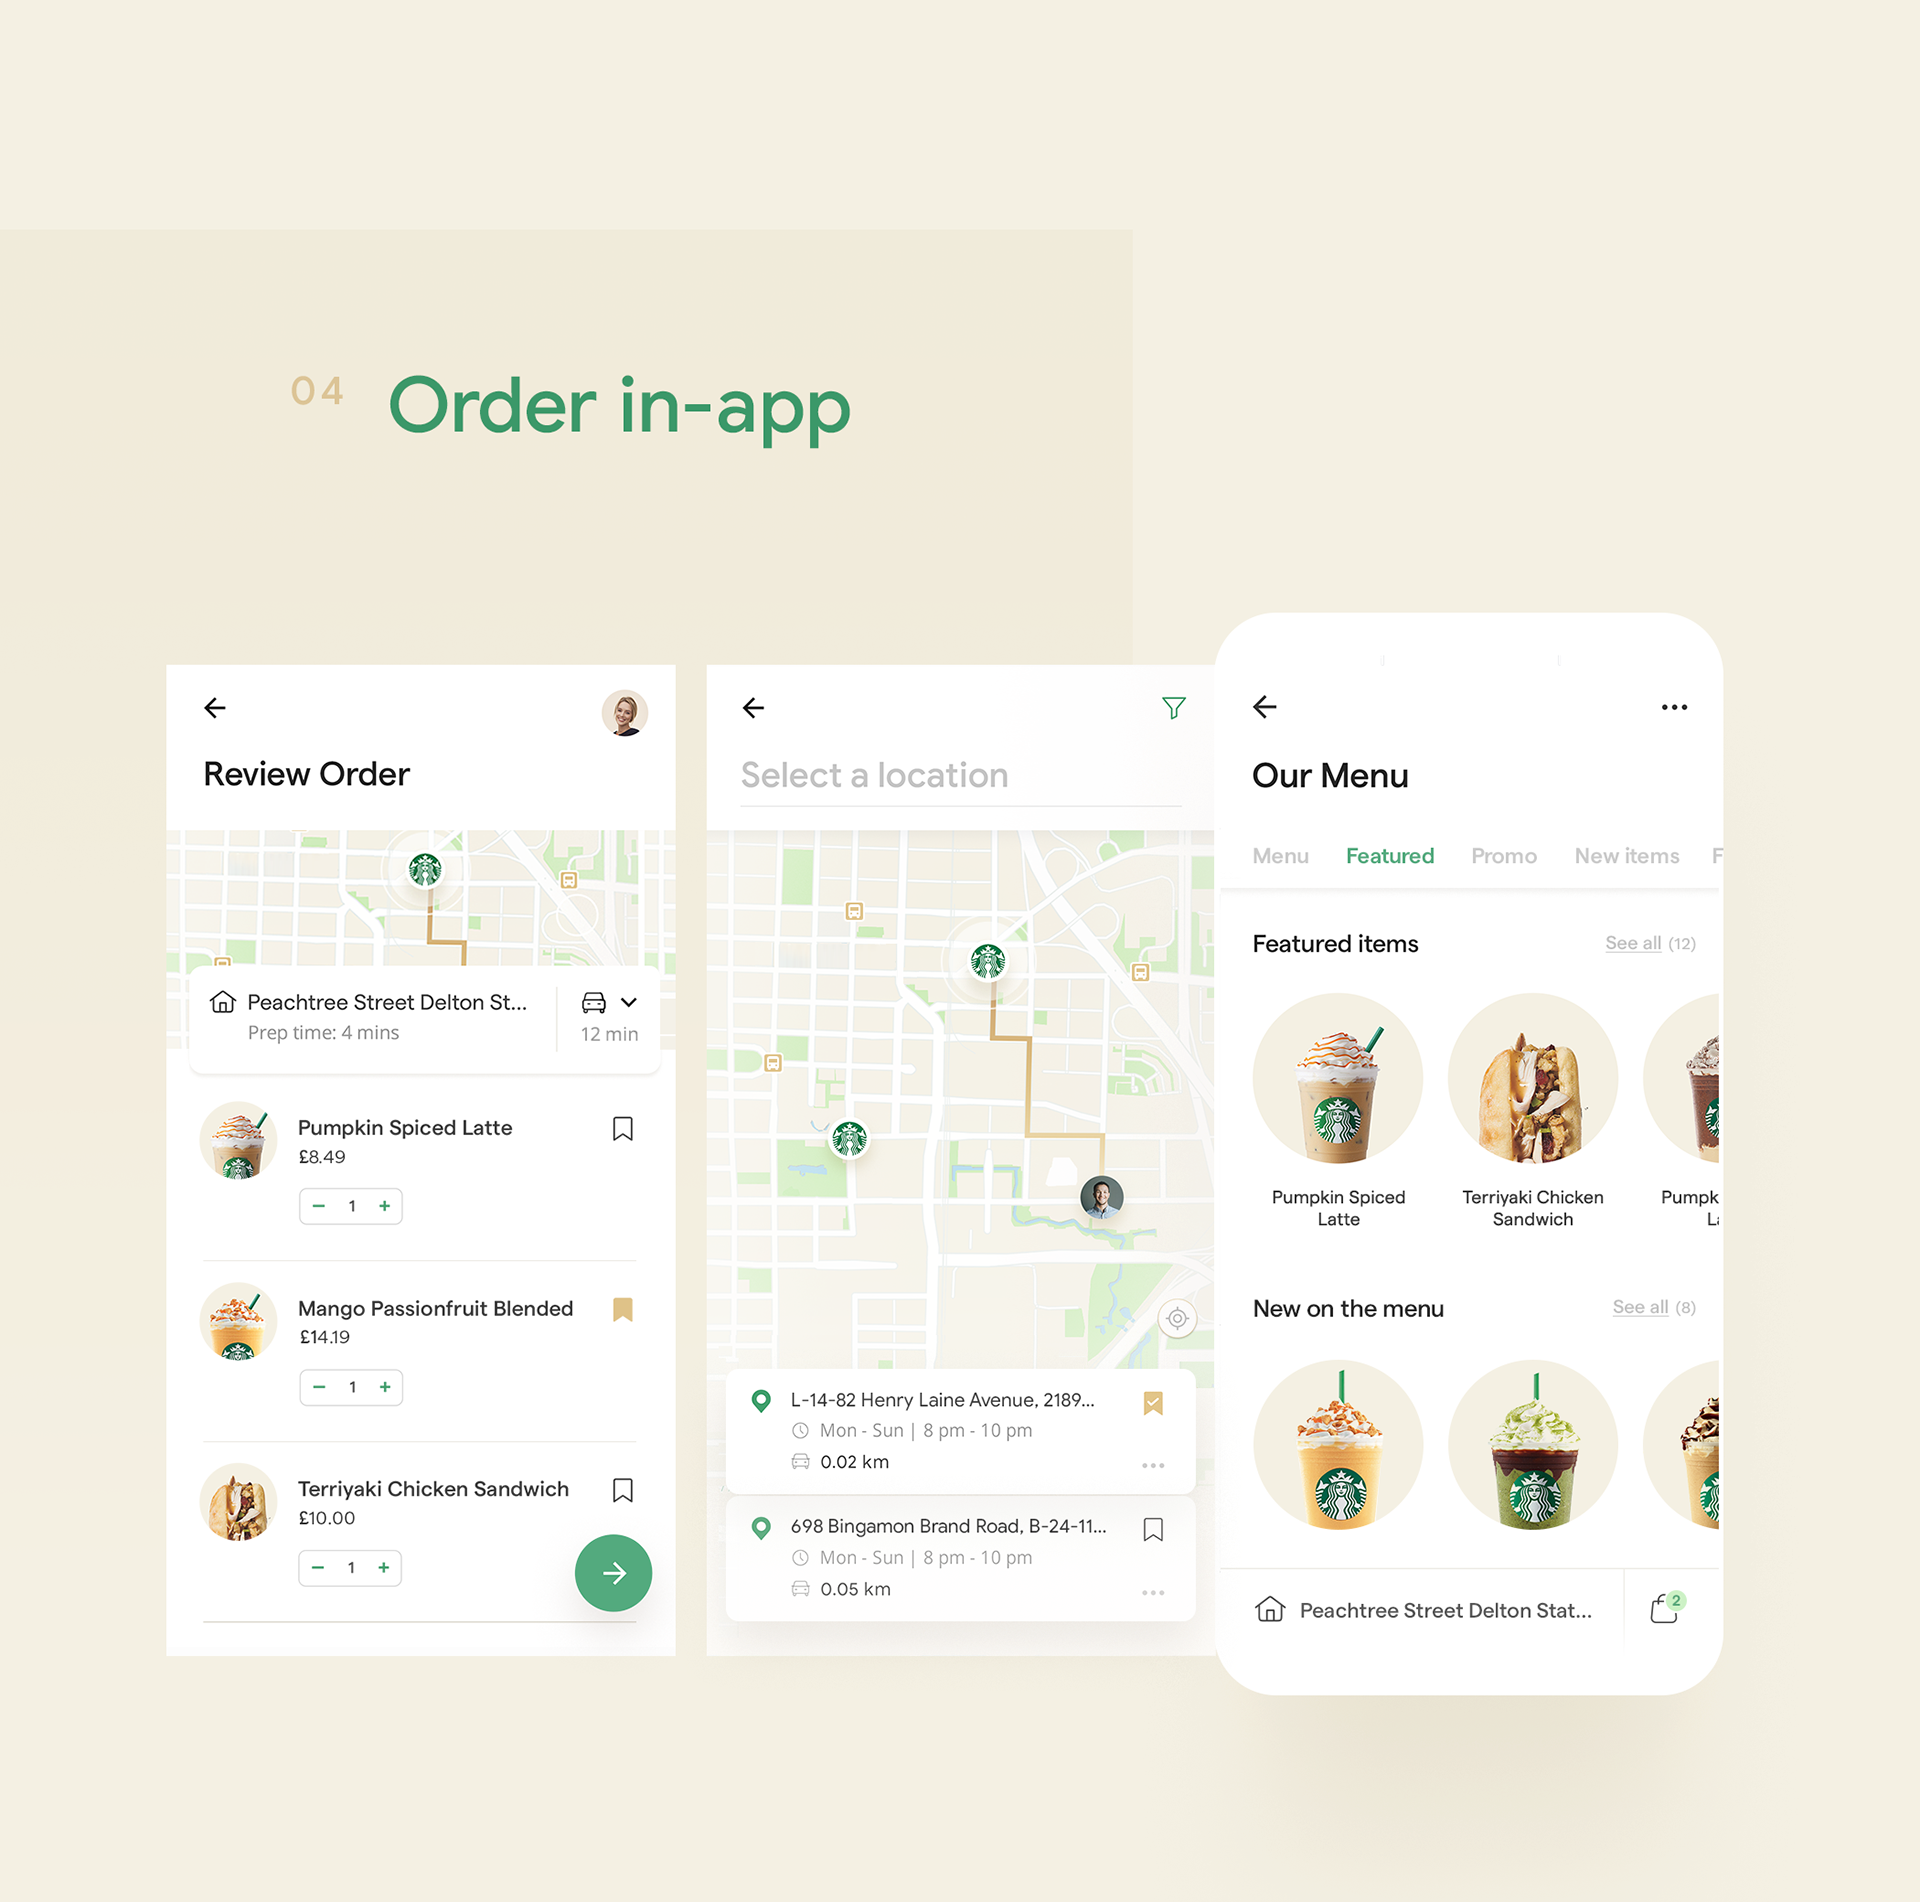 04
Order in-app
Review Order
Peachtree Street Delton St...
Prep time: 4 mins
12 min
Pumpkin Spiced Latte
£8.49
− 1 +
Mango Passionfruit Blended
£14.19
− 1 +
Terriyaki Chicken Sandwich
£10.00
− 1 +
Select a location
L-14-82 Henry Laine Avenue, 2189...
Mon - Sun | 8 pm - 10 pm
0.02 km
698 Bingamon Brand Road, B-24-11...
Mon - Sun | 8 pm - 10 pm
0.05 km
Our Menu
Menu Featured Promo New items F
Featured items See all (12)
Pumpkin Spiced
Latte
Terriyaki Chicken
Sandwich
Pumpk
La
New on the menu See all (8)
Peachtree Street Delton Stat...
2